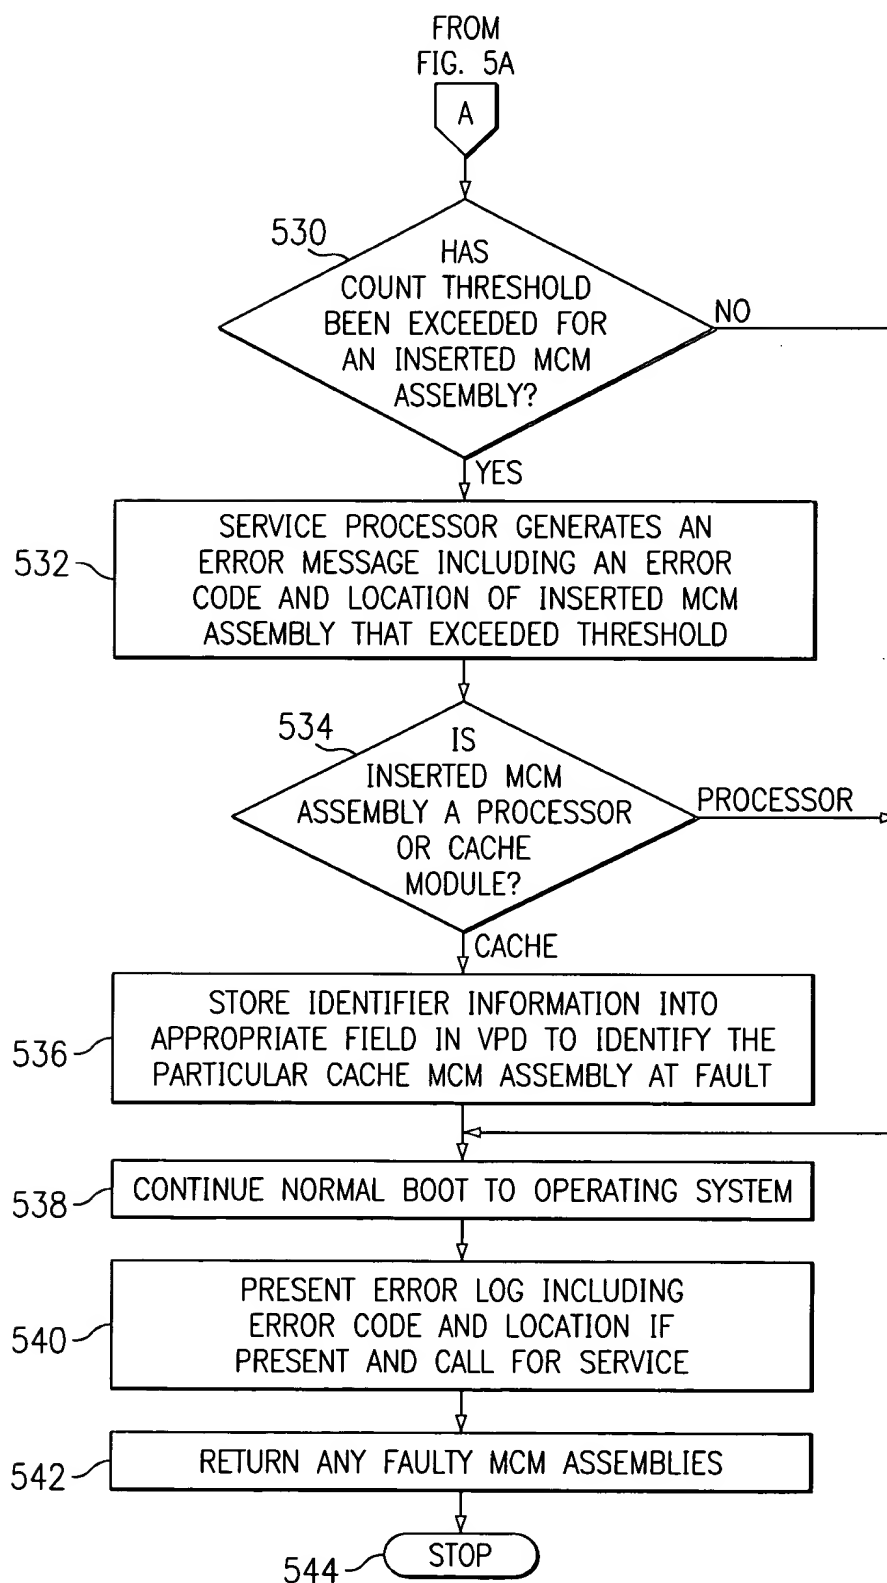 FROM
FIG. 5A
A
530
HAS
COUNT THRESHOLD
BEEN EXCEEDED FOR
AN INSERTED MCM
ASSEMBLY?
NO
YES
532
SERVICE PROCESSOR GENERATES AN
ERROR MESSAGE INCLUDING AN ERROR
CODE AND LOCATION OF INSERTED MCM
ASSEMBLY THAT EXCEEDED THRESHOLD
534
IS
INSERTED MCM
ASSEMBLY A PROCESSOR
OR CACHE
MODULE?
PROCESSOR
CACHE
536
STORE IDENTIFIER INFORMATION INTO
APPROPRIATE FIELD IN VPD TO IDENTIFY THE
PARTICULAR CACHE MCM ASSEMBLY AT FAULT
538
CONTINUE NORMAL BOOT TO OPERATING SYSTEM
540
PRESENT ERROR LOG INCLUDING
ERROR CODE AND LOCATION IF
PRESENT AND CALL FOR SERVICE
542
RETURN ANY FAULTY MCM ASSEMBLIES
544
STOP